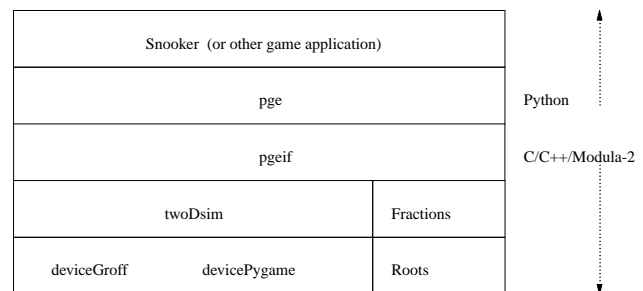 Snooker (or other game application)
pge
Python
pgeif
C/C++/Modula-2
twoDsim
Fractions
deviceGroff
devicePygame
Roots